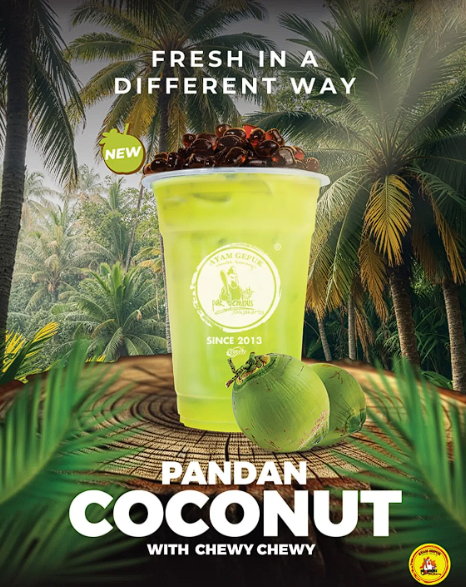 FRESH IN A
DIFFERENT WAY
NEW
AYAM GEPUK
SINCE 2013
PANDAN
COCONUT
WITH CHEWY CHEWY